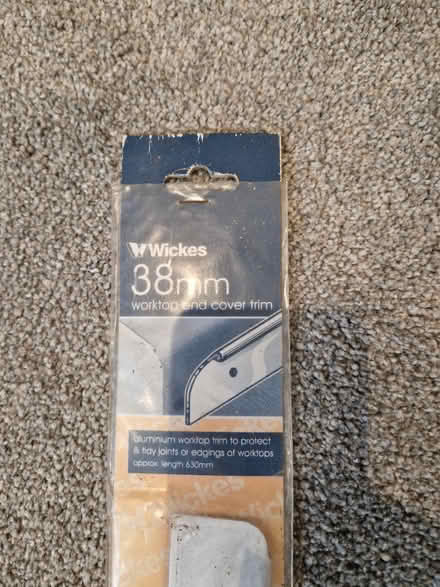 Wickes
38mm
worktop end cover trim
aluminium worktop trim to protect
& tidy joints or edgings of worktops
approx. length 630mm
Wickes